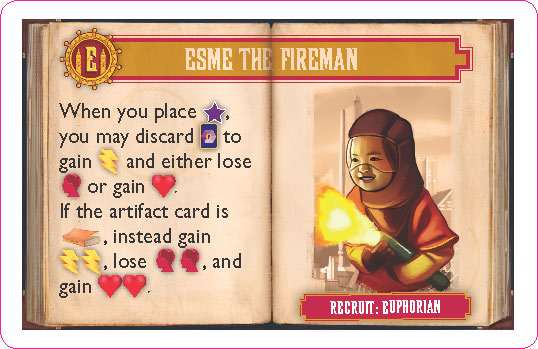 E
ESME THE FIREMAN
When you place ,
you may discard to
gain and either lose
or gain .
If the artifact card is
, instead gain
, lose , and
gain .
RECRUIT: EUPHORIAN